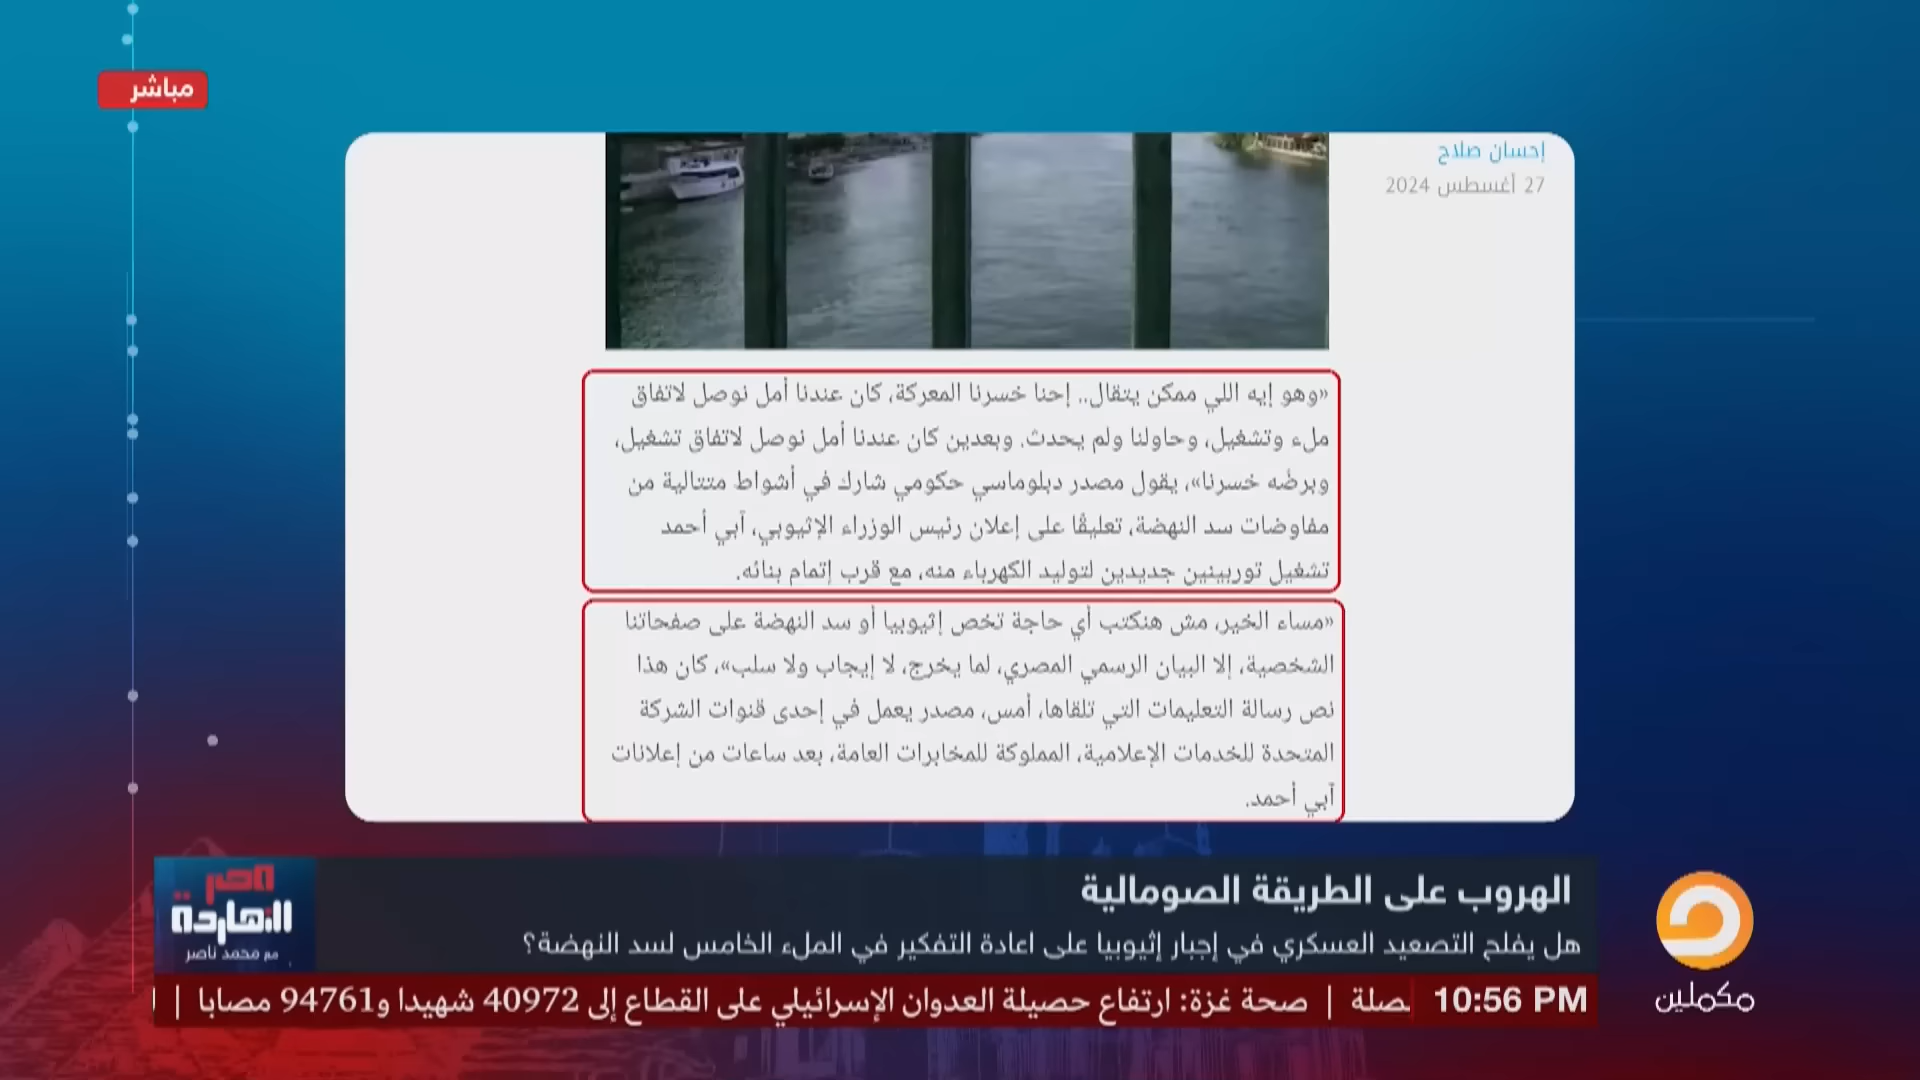 مباشر
إحسان صلاح
27 أغسطس 2024
«وهو إيه اللي ممكن يتقال.. إحنا خسرنا المعركة، كان عندنا أمل نوصل لاتفاق
ملء وتشغيل، وحاولنا ولم يحدث. وبعدين كان عندنا أمل نوصل لاتفاق تشغيل،
وبرضُه خسرنا»، يقول مصدر دبلوماسي حكومي شارك في أشواط متتالية من
مفاوضات سد النهضة، تعليقًا على إعلان رئيس الوزراء الإثيوبي، آبي أحمد
تشغيل توربينين جديدين لتوليد الكهرباء منه، مع قرب إتمام بنائه.
«مساء الخير، مش هنكتب أي حاجة تخص إثيوبيا أو سد النهضة على صفحاتنا
الشخصية، إلا البيان الرسمي المصري، لما يخرج، لا إيجاب ولا سلب»، كان هذا
نص رسالة التعليمات التي تلقاها، أمس، مصدر يعمل في إحدى قنوات الشركة
المتحدة للخدمات الإعلامية، المملوكة للمخابرات العامة، بعد ساعات من إعلانات
آبي أحمد.
الهروب على الطريقة الصومالية
هل يفلح التصعيد العسكري في إجبار إثيوبيا على اعادة التفكير في الملء الخامس لسد النهضة؟
مصر
النهاردة
مع محمد ناصر
10:56 PM
صلة | صحة غزة: ارتفاع حصيلة العدوان الإسرائيلي على القطاع إلى 40972 شهيدا و94761 مصابا |
مكملين